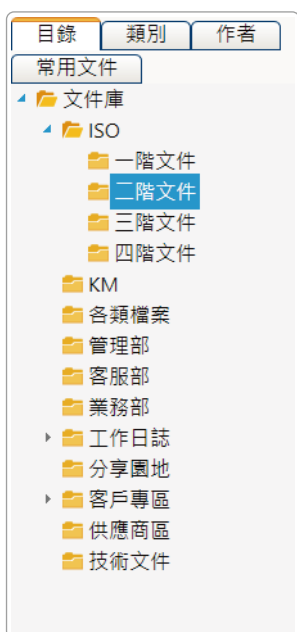 目錄 類別 作者
常用文件
文件庫
ISO
一階文件
二階文件
三階文件
四階文件
KM
各類檔案
管理部
客服部
業務部
工作日誌
分享園地
客戶專區
供應商區
技術文件